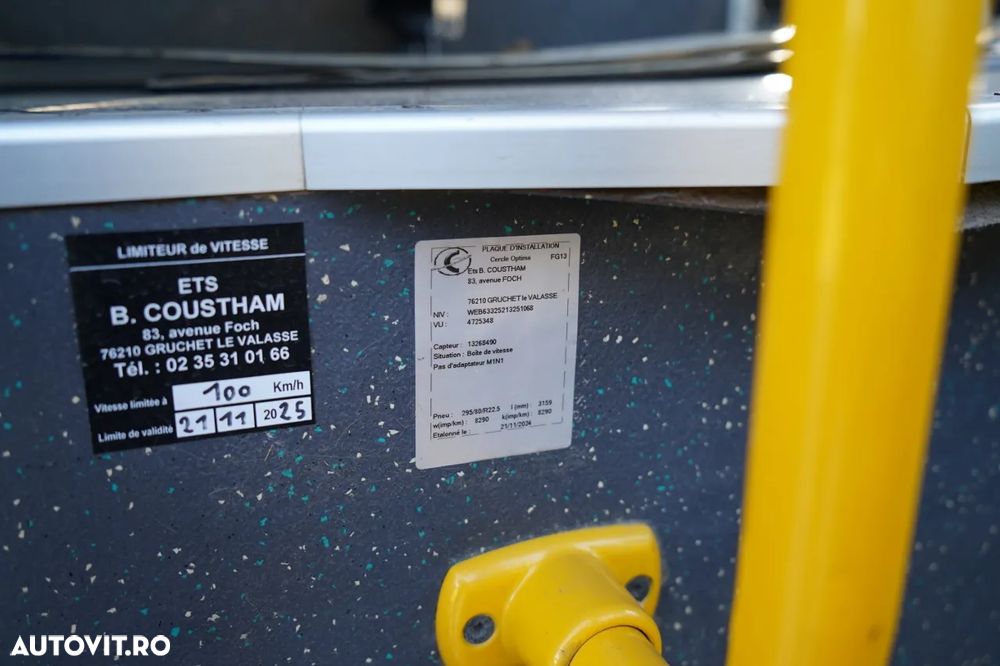 LIMITEUR de VITESSE
ETS
B. COUSTHAM
83, avenue Foch
76210 GRUCHET LE VALASSE
Tél. : 02 35 31 01 66
Vitesse limitée à 100 Km/h
Limite de validité 21 11 2025
PLAQUE D'INSTALLATION
Cercle Optima FG13
Ets B. COUSTHAM
83, avenue FOCH
76210 GRUCHET le VALASSE
NIV : WEB63325213251068
VU : 4725348
Capteur : 13268490
Situation : Boîte de vitesse
Pas d'adaptateur M1N1
Pneu : 295/80/R22.5 l (mm) : 3159
w(imp/km) : 8290 k(imp/km) : 8290
Etalonné le : 21/11/2024
AUTOVIT.RO